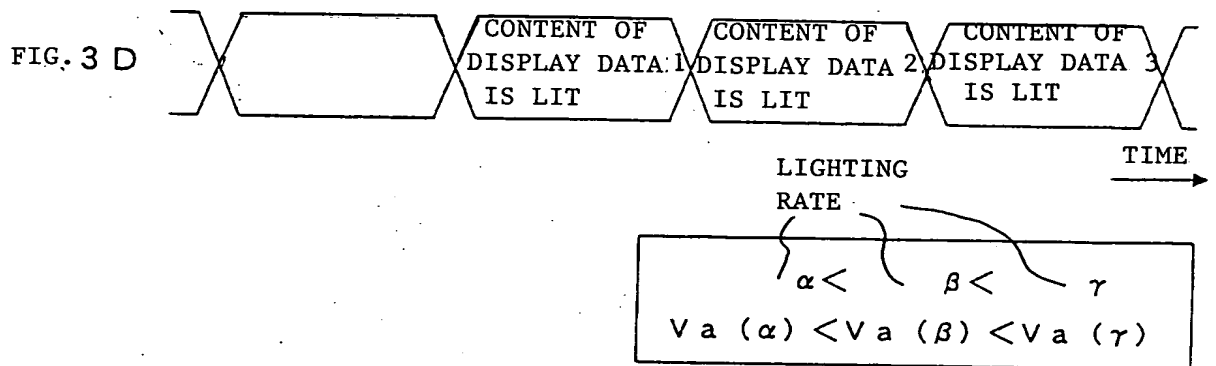 FIG. 3 D
CONTENT OF DISPLAY DATA 1 IS LIT
CONTENT OF DISPLAY DATA 2 IS LIT
CONTENT OF DISPLAY DATA 3 IS LIT
TIME
LIGHTING
RATE
α< β< γ
Va (α) <Va (β) <Va (γ)